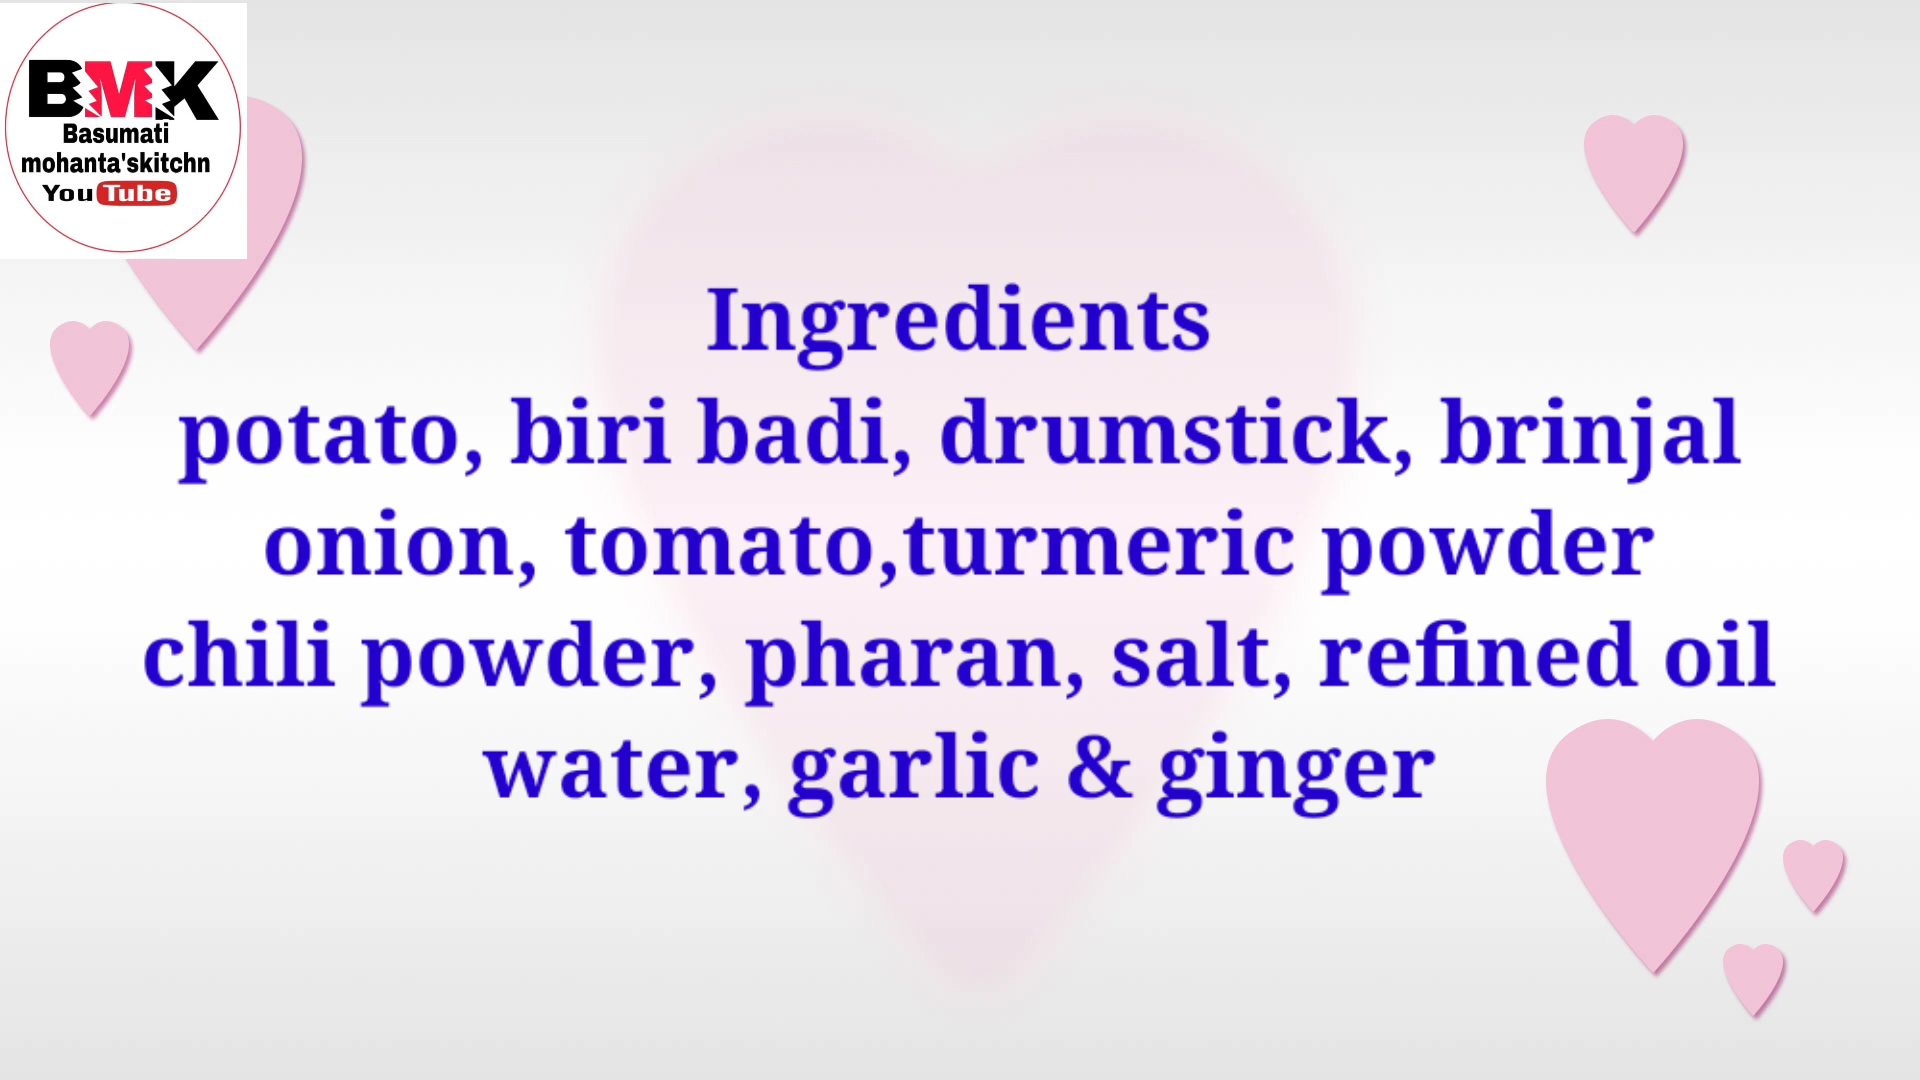 BMK
Basumati
mohanta'skitchn
YouTube
Ingredients
potato, biri badi, drumstick, brinjal
onion, tomato,turmeric powder
chili powder, pharan, salt, refined oil
water, garlic & ginger